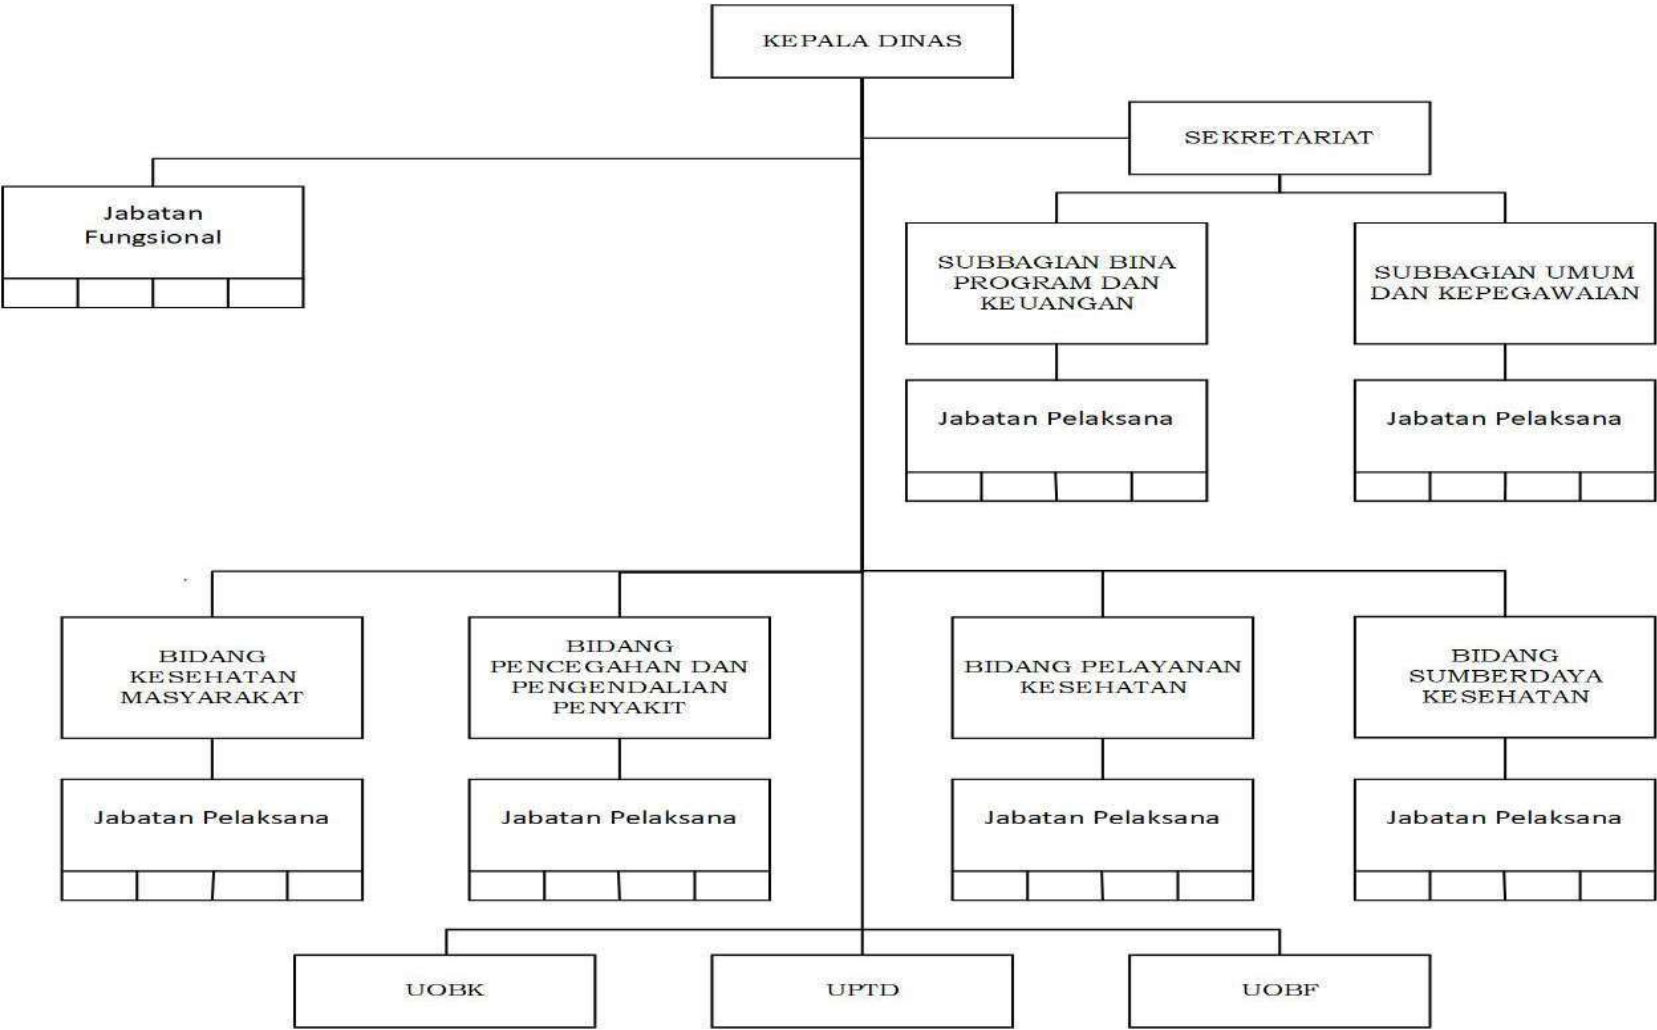 KEPALA DINAS
SEKRETARIAT
Jabatan
Fungsional
SUBBAGIAN BINA
PROGRAM DAN
KEUANGAN
SUBBAGIAN UMUM
DAN KEPEGAWAIAN
Jabatan Pelaksana
Jabatan Pelaksana
BIDANG
KESEHATAN
MASYARAKAT
BIDANG
PENCEGAHAN DAN
PENGENDALIAN
PENYAKIT
BIDANG PELAYANAN
KESEHATAN
BIDANG
SUMBERDAYA
KESEHATAN
Jabatan Pelaksana
Jabatan Pelaksana
Jabatan Pelaksana
Jabatan Pelaksana
UOBK
UPTD
UOBF